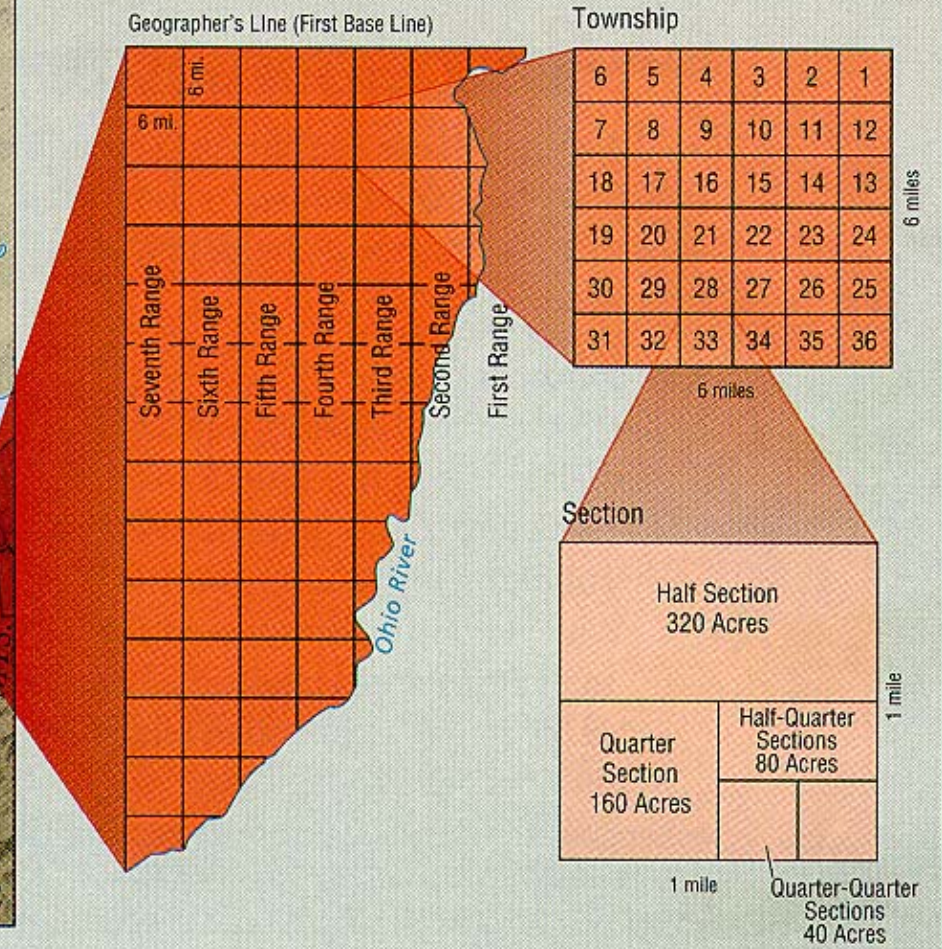 Geographer's LIne (First Base Line)
6 mi.
6 mi.
Seventh Range
Sixth Range
Fifth Range
Fourth Range
Third Range
Second Range
First Range
Ohio River
Township
6 5 4 3 2 1
7 8 9 10 11 12
18 17 16 15 14 13
19 20 21 22 23 24
30 29 28 27 26 25
31 32 33 34 35 36
6 miles
6 miles
Section
Half Section
320 Acres
Quarter
Section
160 Acres
Half-Quarter
Sections
80 Acres
1 mile
1 mile
Quarter-Quarter
Sections
40 Acres